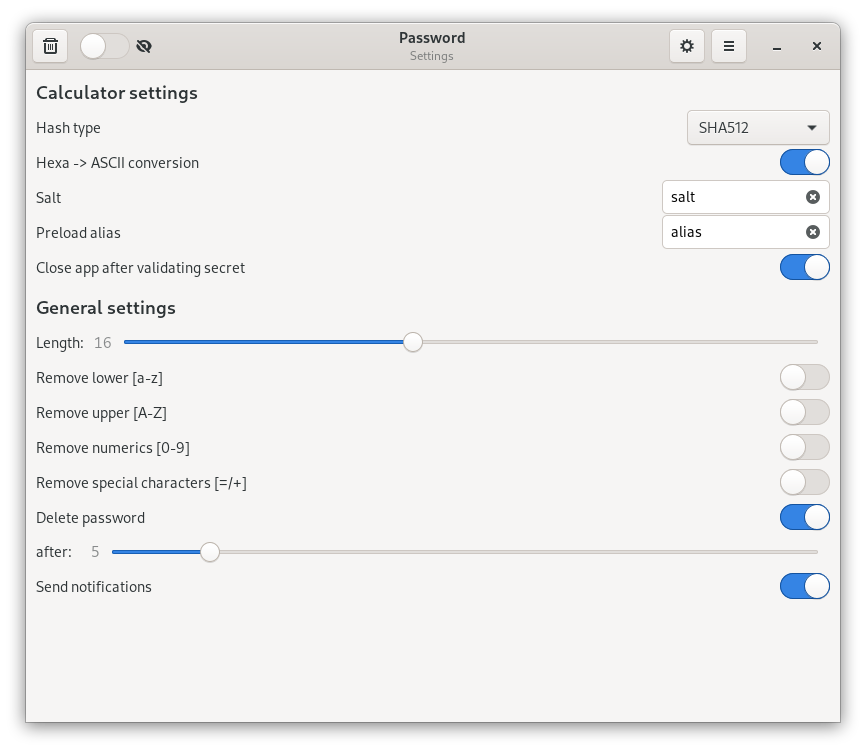 Password
Settings
Calculator settings
Hash type SHA512
Hexa -> ASCII conversion
Salt salt
Preload alias alias
Close app after validating secret
General settings
Length: 16
Remove lower [a-z]
Remove upper [A-Z]
Remove numerics [0-9]
Remove special characters [=/+]
Delete password
after: 5
Send notifications